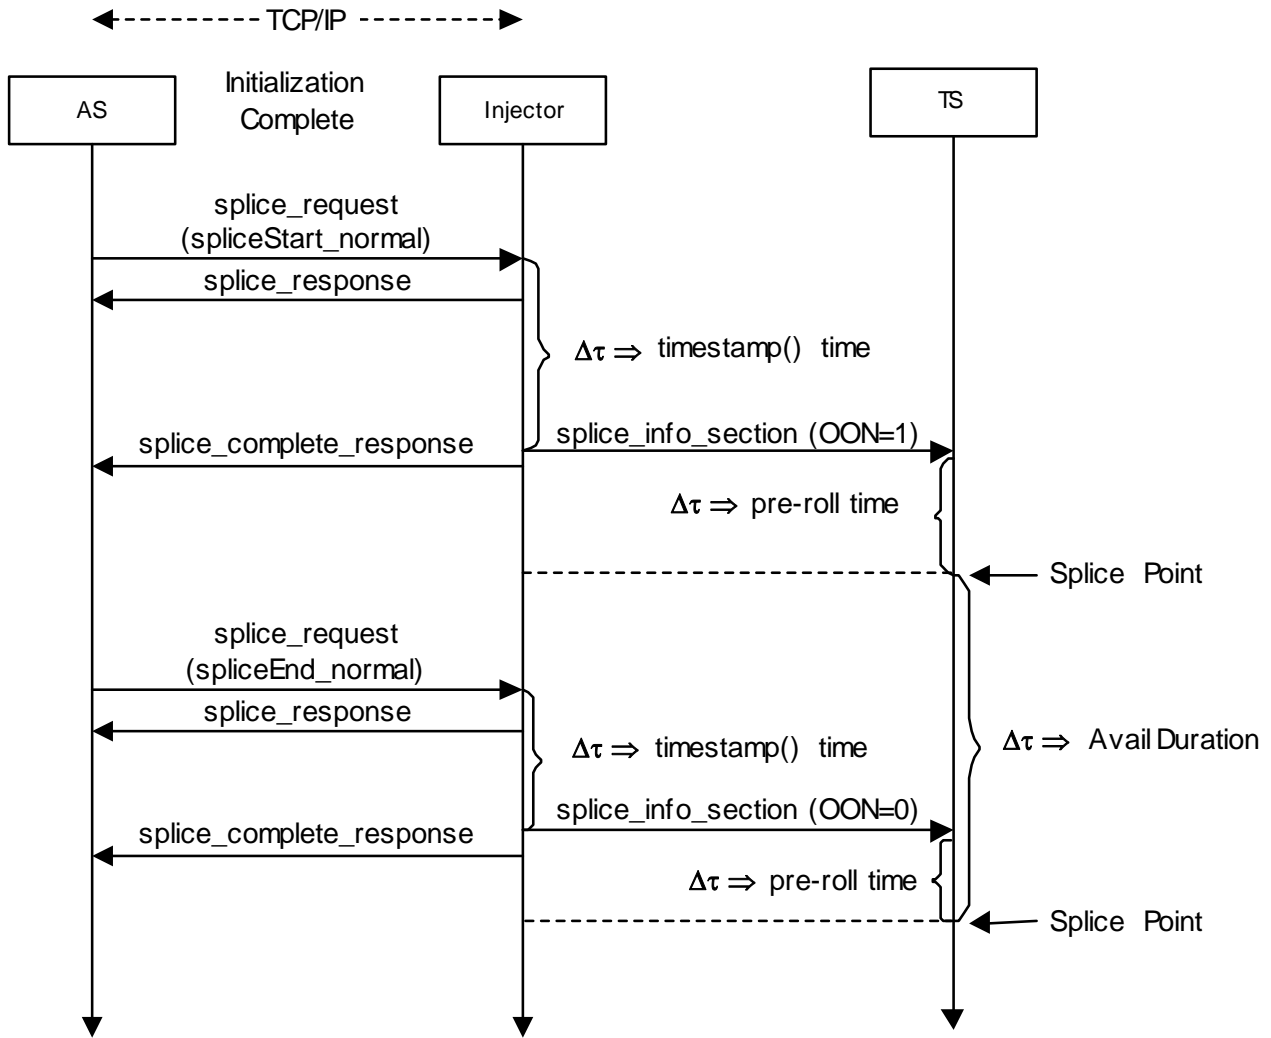 TCP/IP
Initialization
Complete
AS
Injector
TS
splice_request
(spliceStart_normal)
splice_response
Δτ ⇒ timestamp() time
splice_complete_response
splice_info_section (OON=1)
Δτ ⇒ pre-roll time
Splice Point
splice_request
(spliceEnd_normal)
splice_response
Δτ ⇒ timestamp() time
Δτ ⇒ Avail Duration
splice_info_section (OON=0)
splice_complete_response
Δτ ⇒ pre-roll time
Splice Point